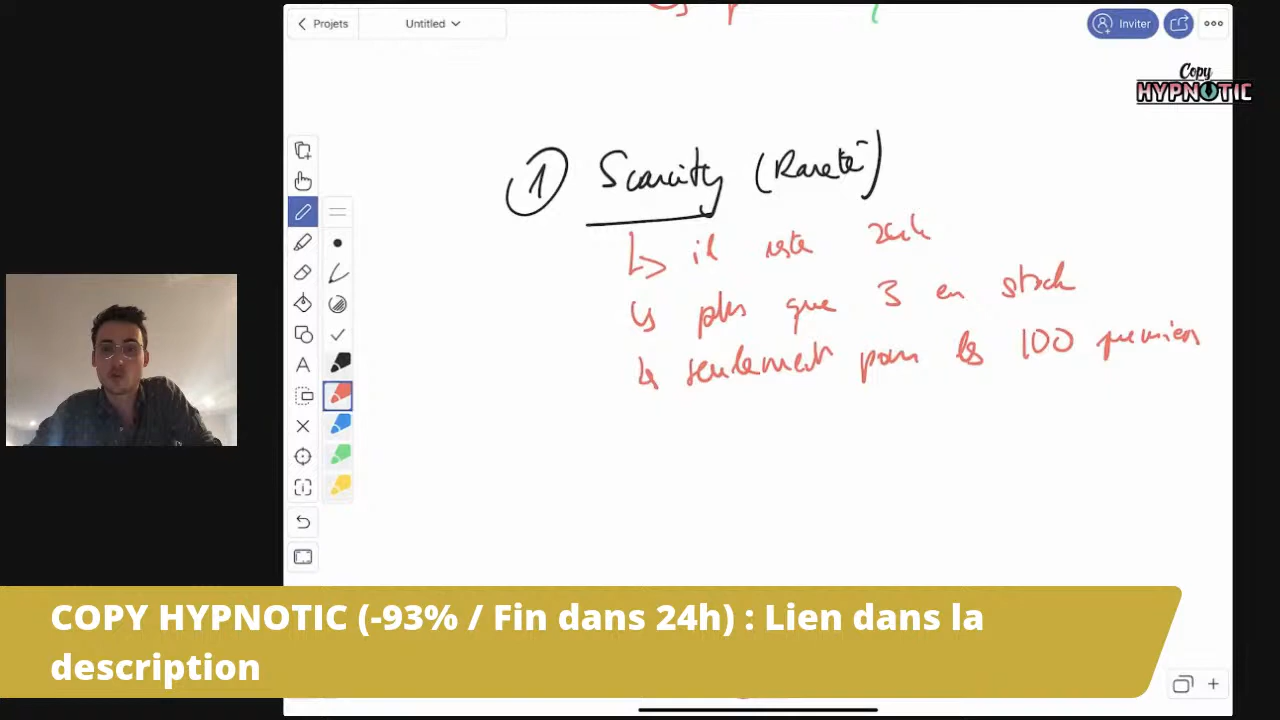 Projets
Untitled
Inviter
Copy
HYPNOTIC
1 Scarcity (Rareté)
il reste 24h
plus que 3 en stock
seulement pour les 100 premiers
A
COPY HYPNOTIC (-93% / Fin dans 24h) : Lien dans la
description